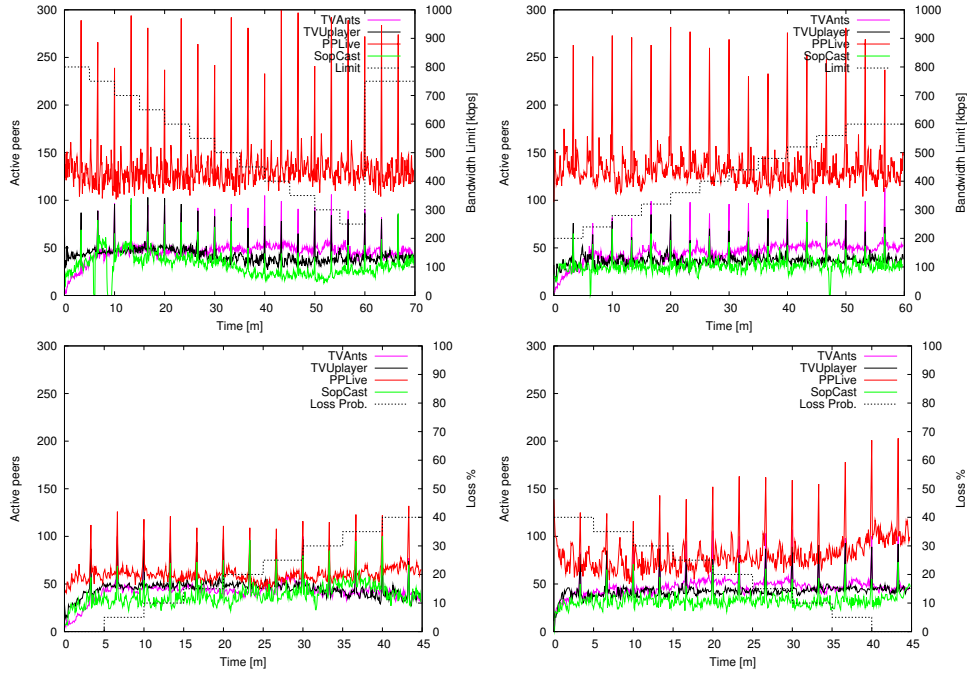 TVAnts
TVUplayer
PPLive
SopCast
Limit
300
250
200
150
100
50
0
Active peers
1000
900
800
700
600
500
400
300
200
100
0
Bandwidth Limit [kbps]
0 10 20 30 40 50 60 70
Time [m]
TVAnts
TVUplayer
PPLive
SopCast
Limit
300
250
200
150
100
50
0
Active peers
1000
900
800
700
600
500
400
300
200
100
0
Bandwidth Limit [kbps]
0 10 20 30 40 50 60
Time [m]
TVAnts
TVUplayer
PPLive
SopCast
Loss Prob.
300
250
200
150
100
50
0
Active peers
100
90
80
70
60
50
40
30
20
10
0
Loss %
0 5 10 15 20 25 30 35 40 45
Time [m]
TVAnts
TVUplayer
PPLive
SopCast
Loss Prob.
300
250
200
150
100
50
0
Active peers
100
90
80
70
60
50
40
30
20
10
0
Loss %
0 5 10 15 20 25 30 35 40 45
Time [m]